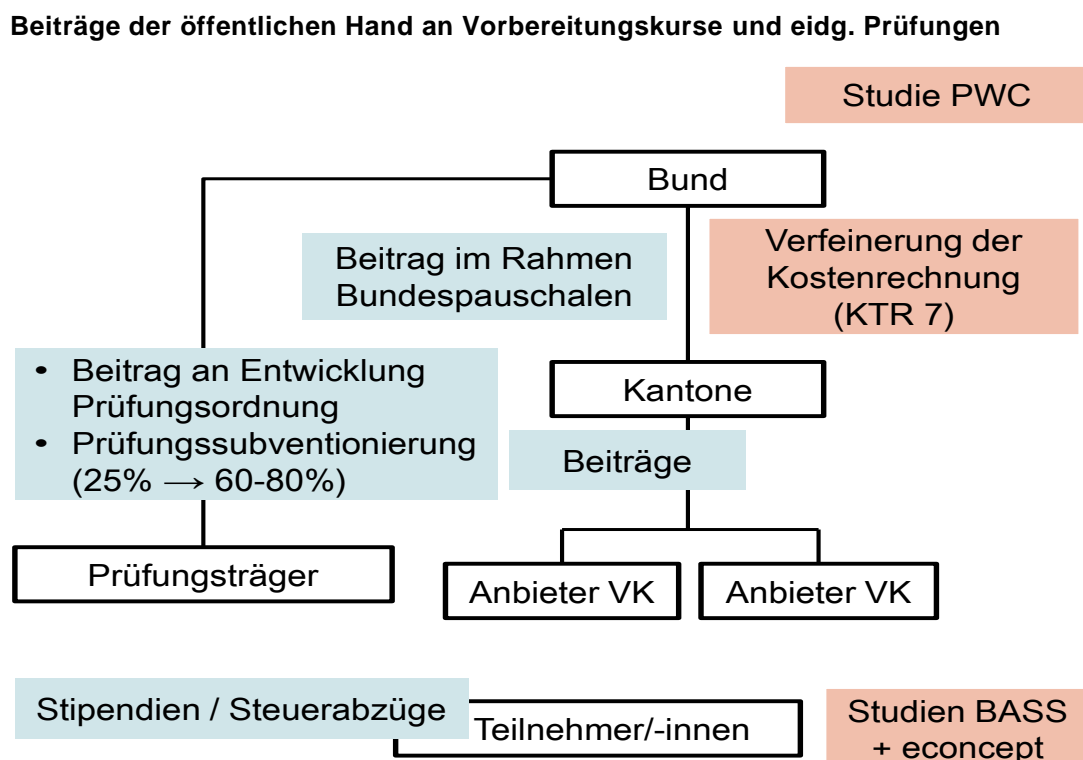 Beiträge der öffentlichen Hand an Vorbereitungskurse und eidg. Prüfungen
Studie PWC
Bund
Beitrag im Rahmen
Bundespauschalen
Verfeinerung der
Kostenrechnung
(KTR 7)
• Beitrag an Entwicklung
Prüfungsordnung
• Prüfungssubventionierung
(25% → 60-80%)
Kantone
Beiträge
Prüfungsträger
Anbieter VK
Anbieter VK
Stipendien / Steuerabzüge
Teilnehmer/-innen
Studien BASS
+ econcept